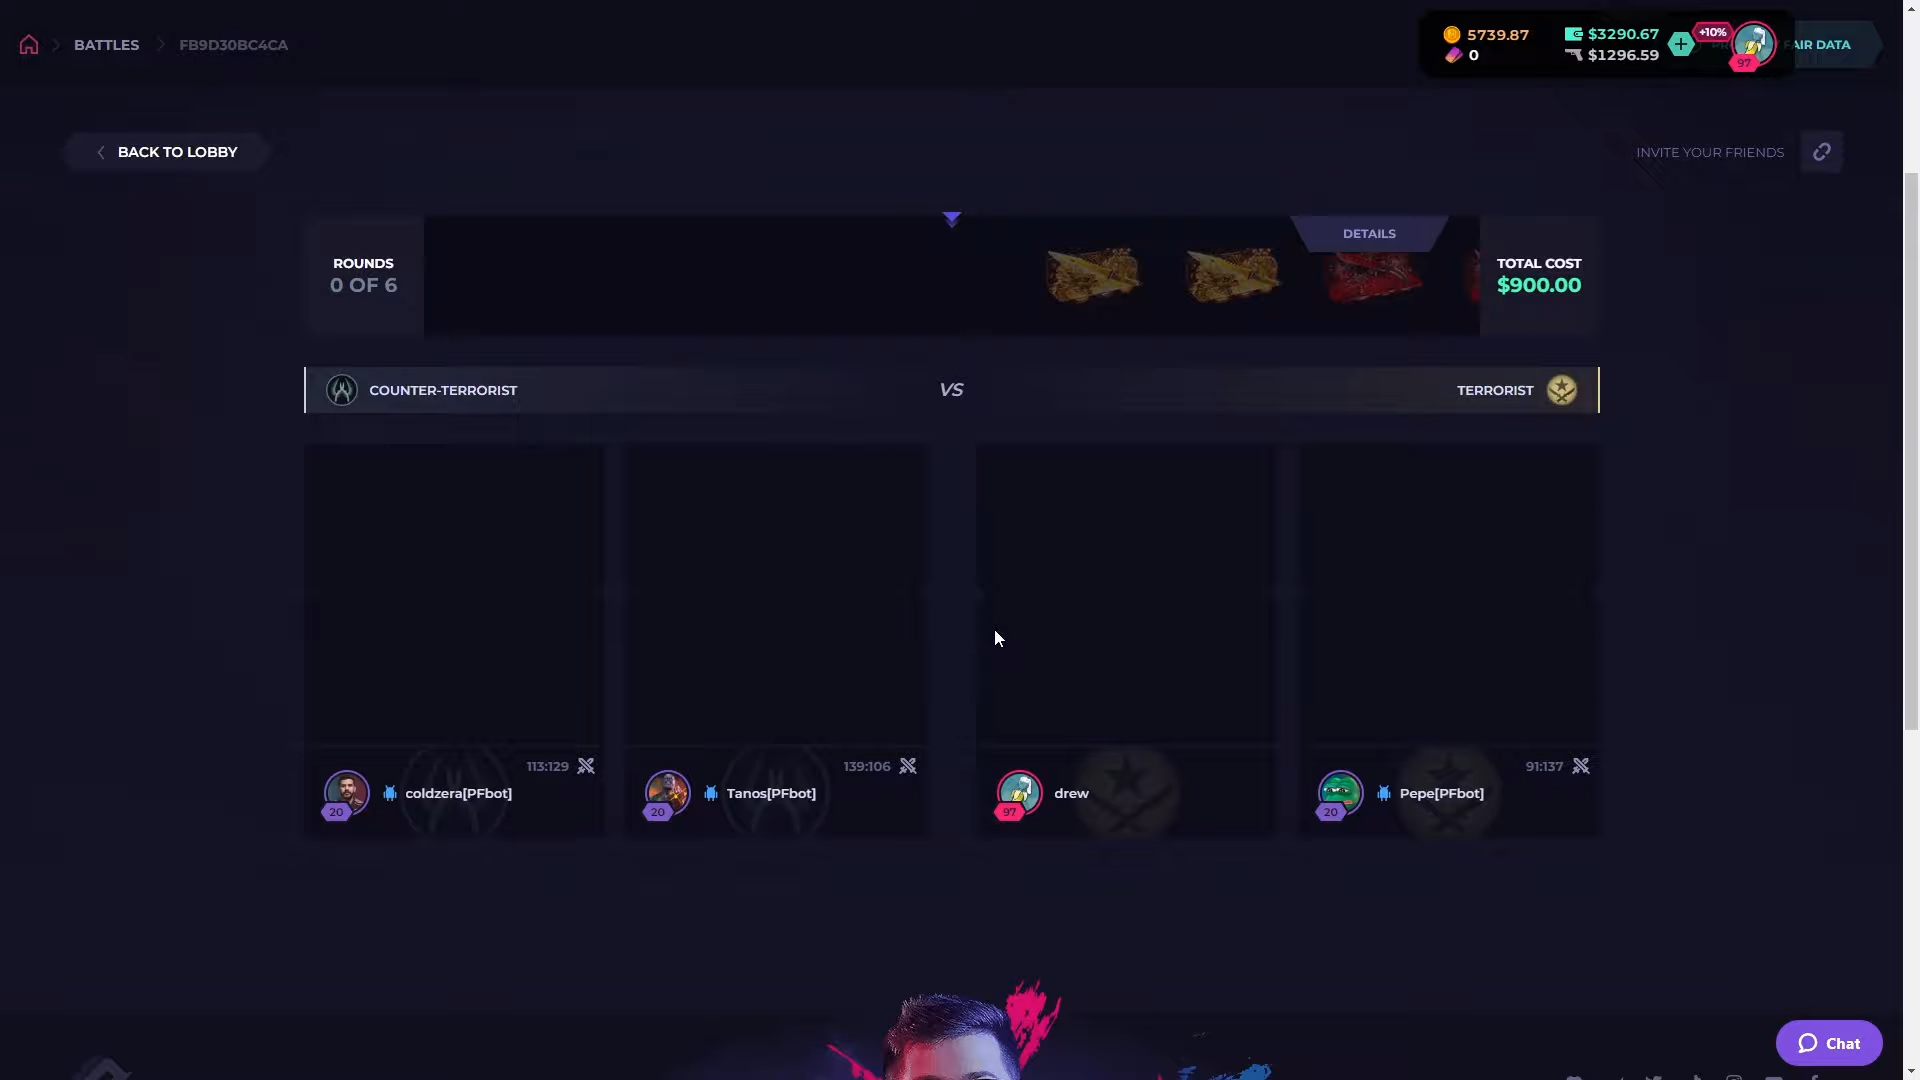 BATTLES
FB9D30BC4CA
5739.87
$3290.67
+10%
0
$1296.59
97
AIR DATA
BACK TO LOBBY
INVITE YOUR FRIENDS
DETAILS
ROUNDS
0 OF 6
TOTAL COST
$900.00
COUNTER-TERRORIST
VS
TERRORIST
113:129
coldzera[PFbot]
20
139:106
Tanos[PFbot]
20
drew
97
91:137
Pepe[PFbot]
20
Chat